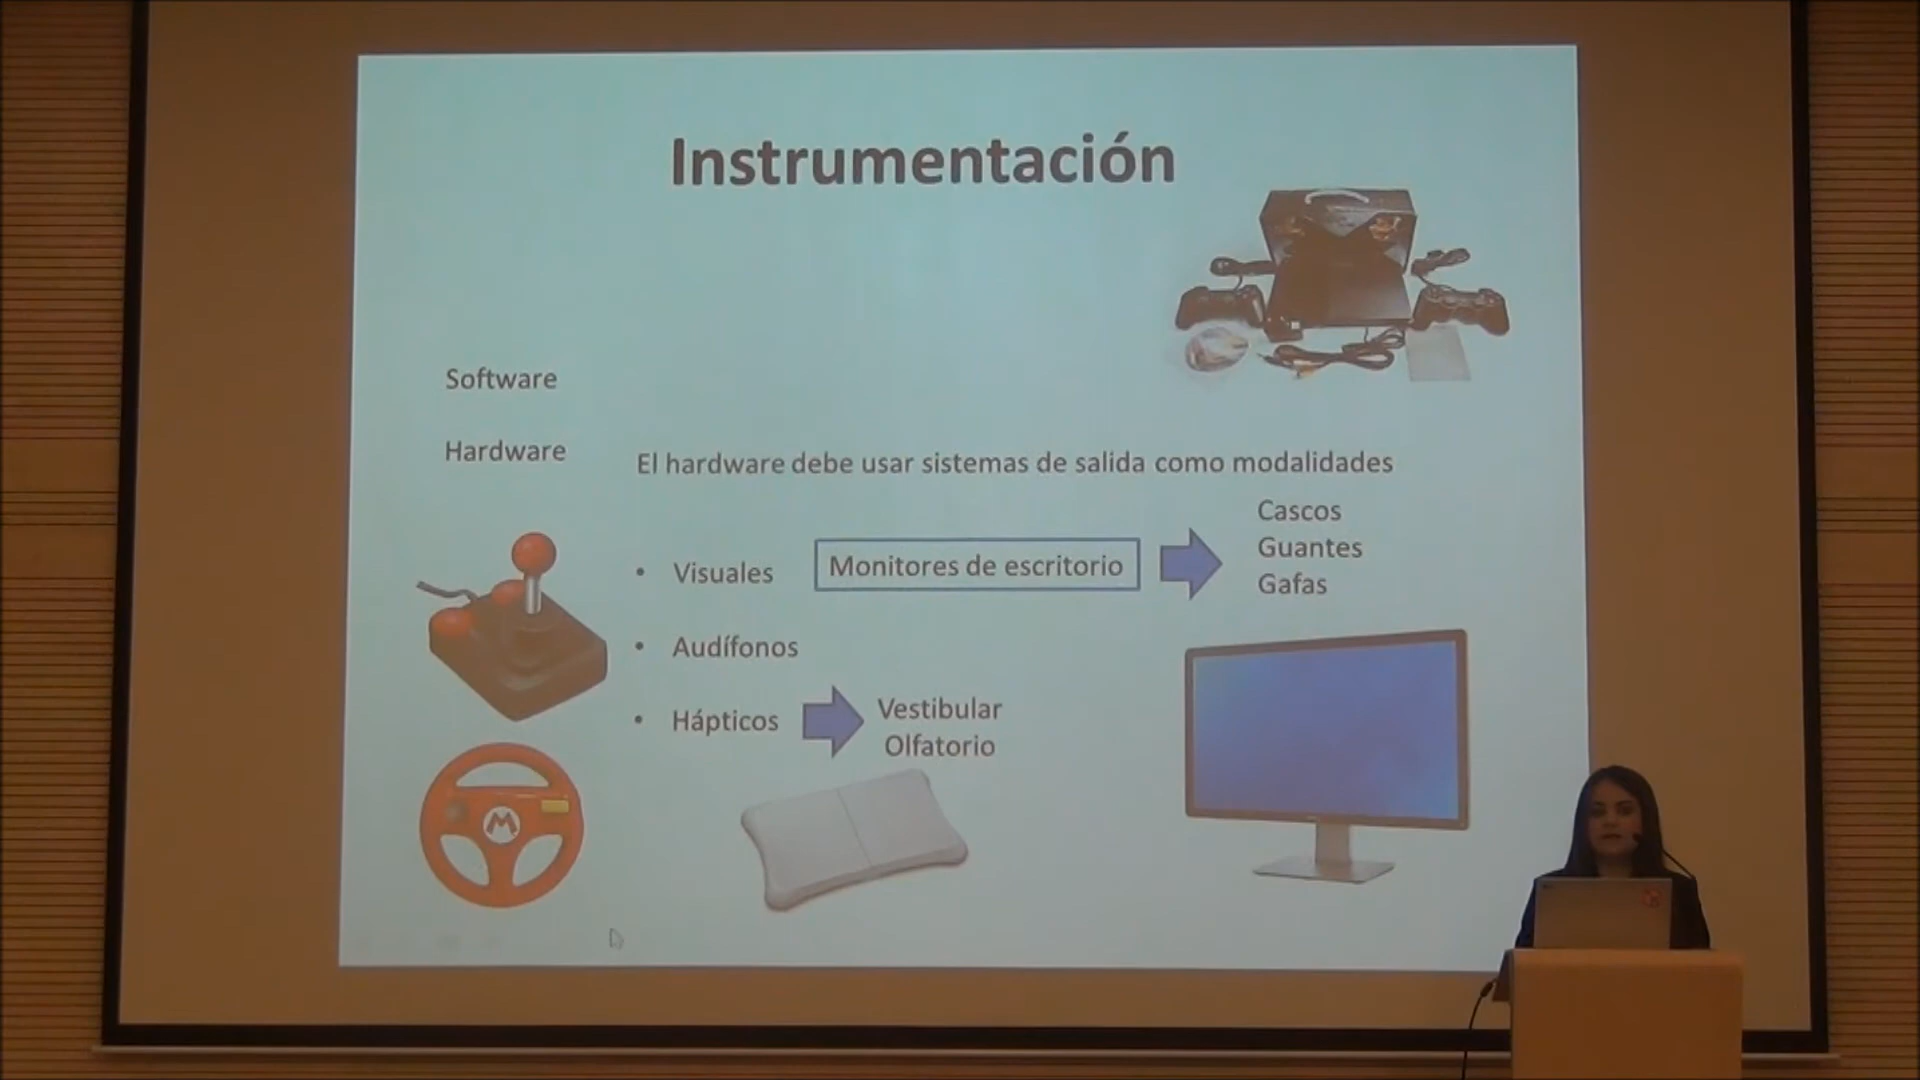 Instrumentación
Software
Hardware
El hardware debe usar sistemas de salida como modalidades
• Visuales
Monitores de escritorio
Cascos
Guantes
Gafas
• Audífonos
• Hápticos
Vestibular
Olfatorio
M